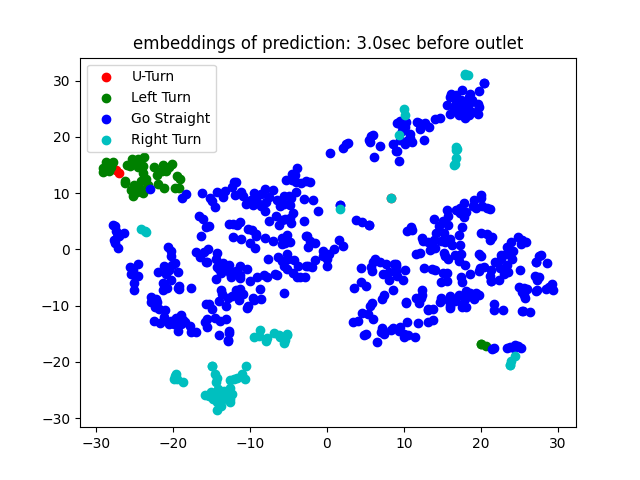 embeddings of prediction: 3.0sec before outlet
U-Turn
Left Turn
Go Straight
Right Turn
30
20
10
0
−10
−20
−30
−30 −20 −10 0 10 20 30